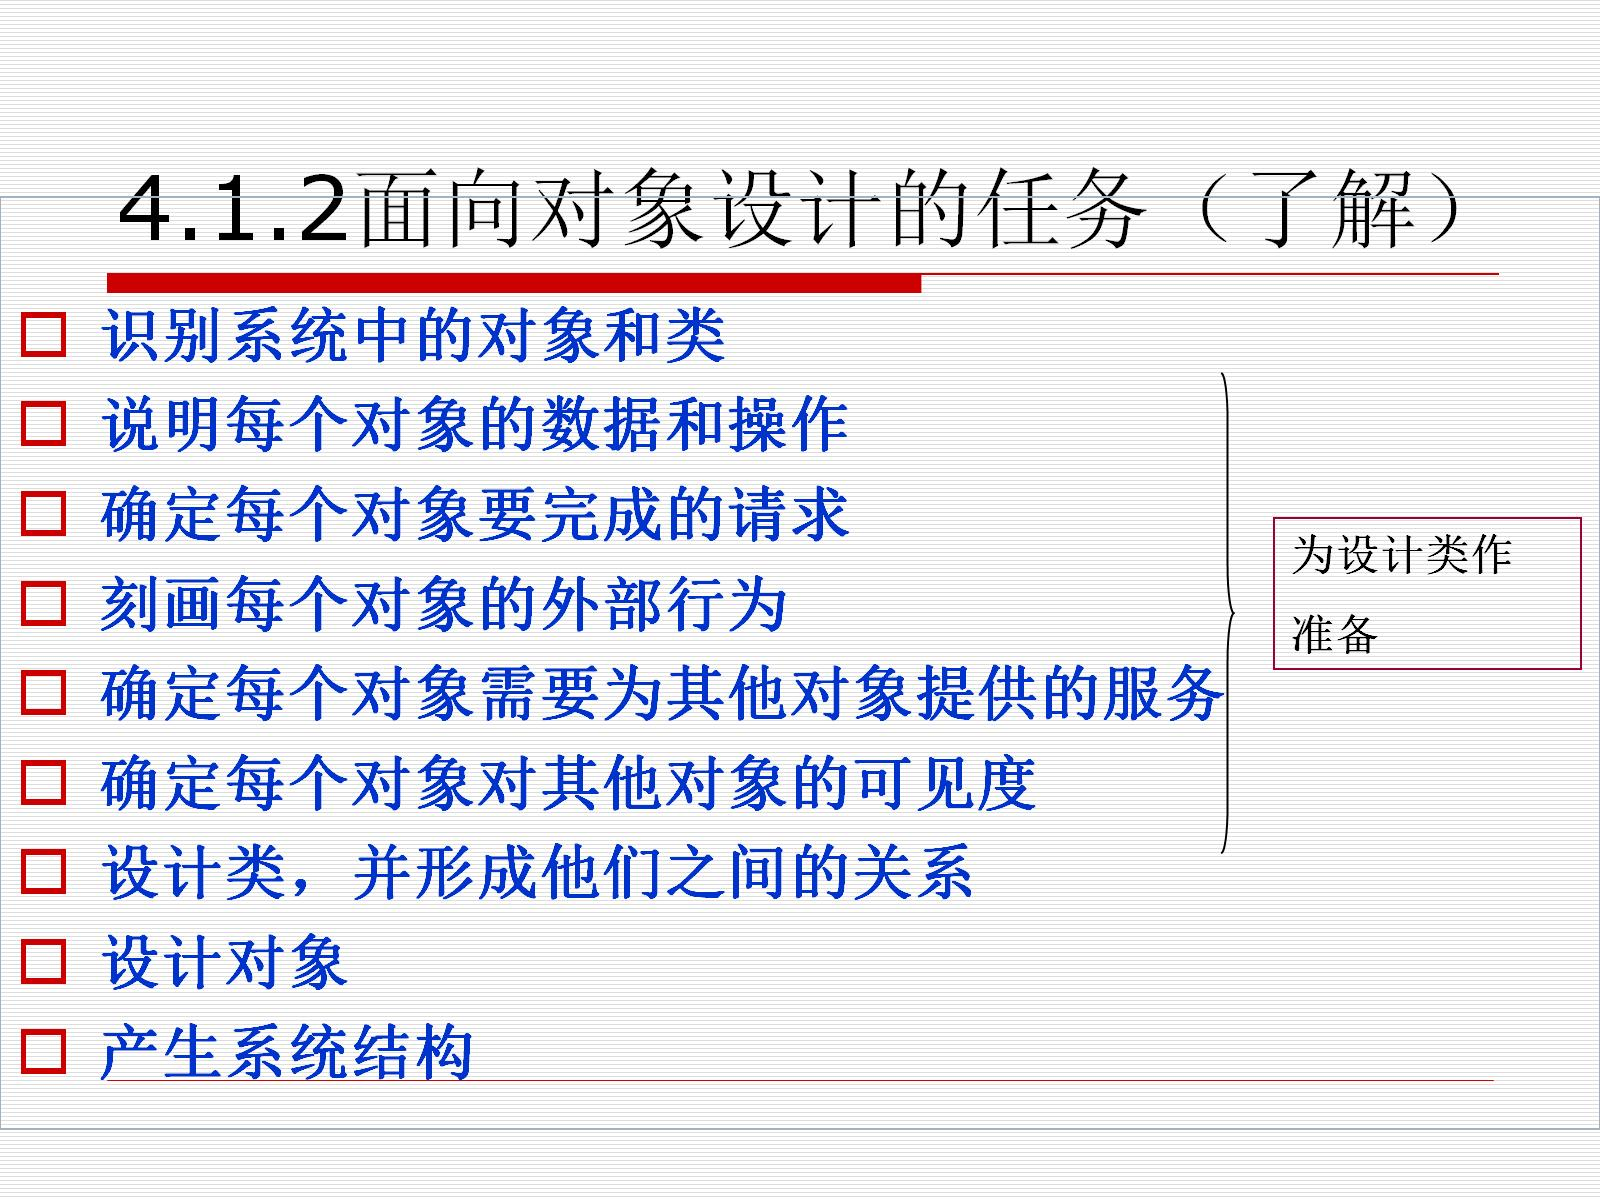 4.1.2面向对象设计的任务（了解）
识别系统中的对象和类
说明每个对象的数据和操作
确定每个对象要完成的请求
刻画每个对象的外部行为
确定每个对象需要为其他对象提供的服务
确定每个对象对其他对象的可见度
设计类，并形成他们之间的关系
设计对象
产生系统结构
为设计类作
准备